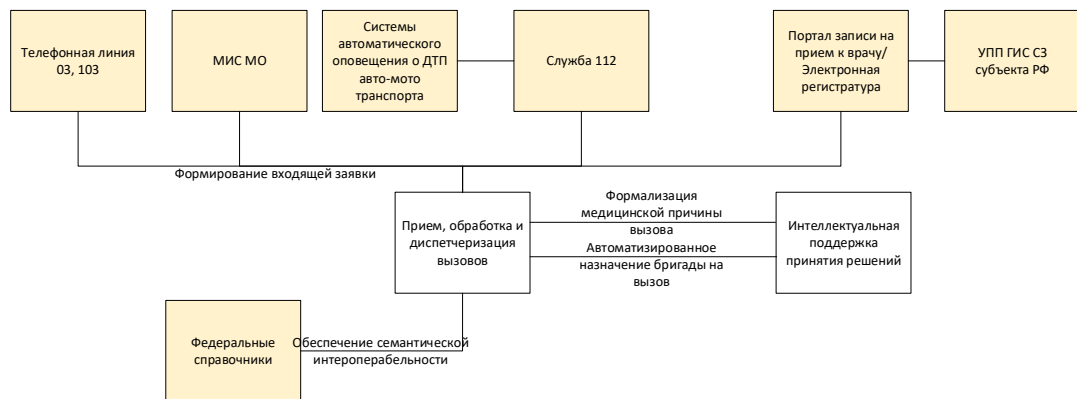 Телефонная линия
03, 103
МИС МО
Системы
автоматического
оповещения о ДТП
авто-мото
транспорта
Служба 112
Портал записи на
прием к врачу/
Электронная
регистратура
УПП ГИС СЗ
субъекта РФ
Формирование входящей заявки
Прием, обработка и
диспетчеризация
вызовов
Формализация
медицинской причины
вызова
Автоматизированное
назначение бригады на
вызов
Интеллектуальная
поддержка
принятия решений
Федеральные
справочники
Обеспечение семантической
интероперабельности